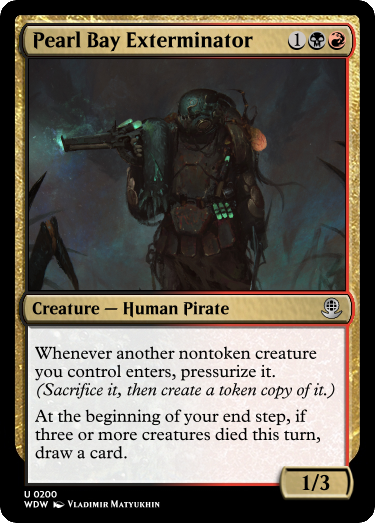 Pearl Bay Exterminator 1
Creature — Human Pirate
Whenever another nontoken creature
you control enters, pressurize it.
(Sacrifice it, then create a token copy of it.)
At the beginning of your end step, if
three or more creatures died this turn,
draw a card.
1/3
U 0200
WDW Vladimir Matyukhin